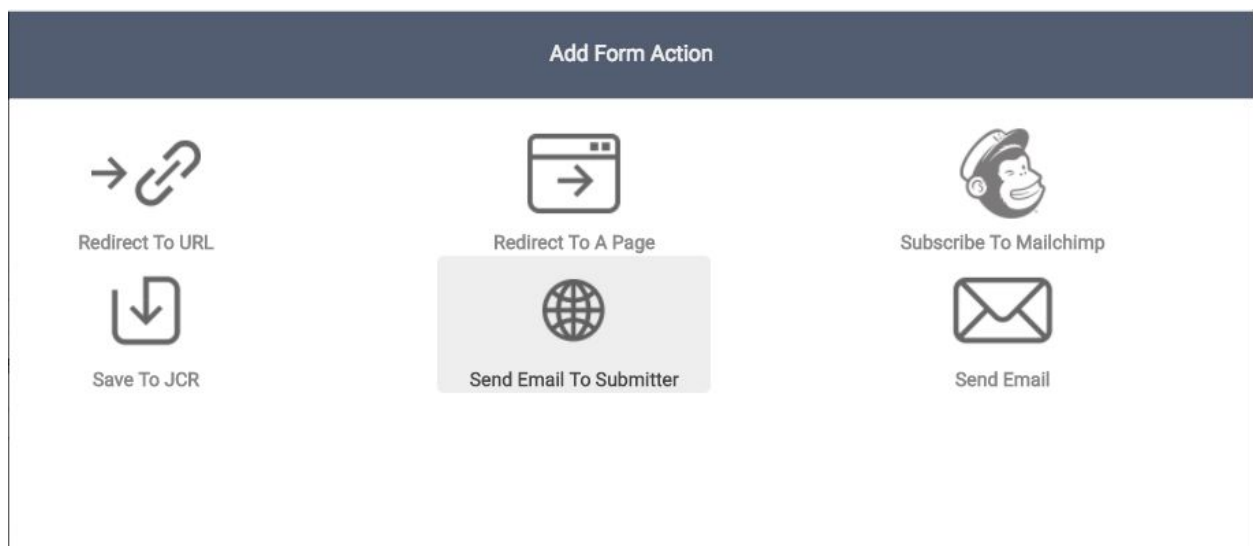 Add Form Action
Redirect To URL
Redirect To A Page
Subscribe To Mailchimp
Save To JCR
Send Email To Submitter
Send Email